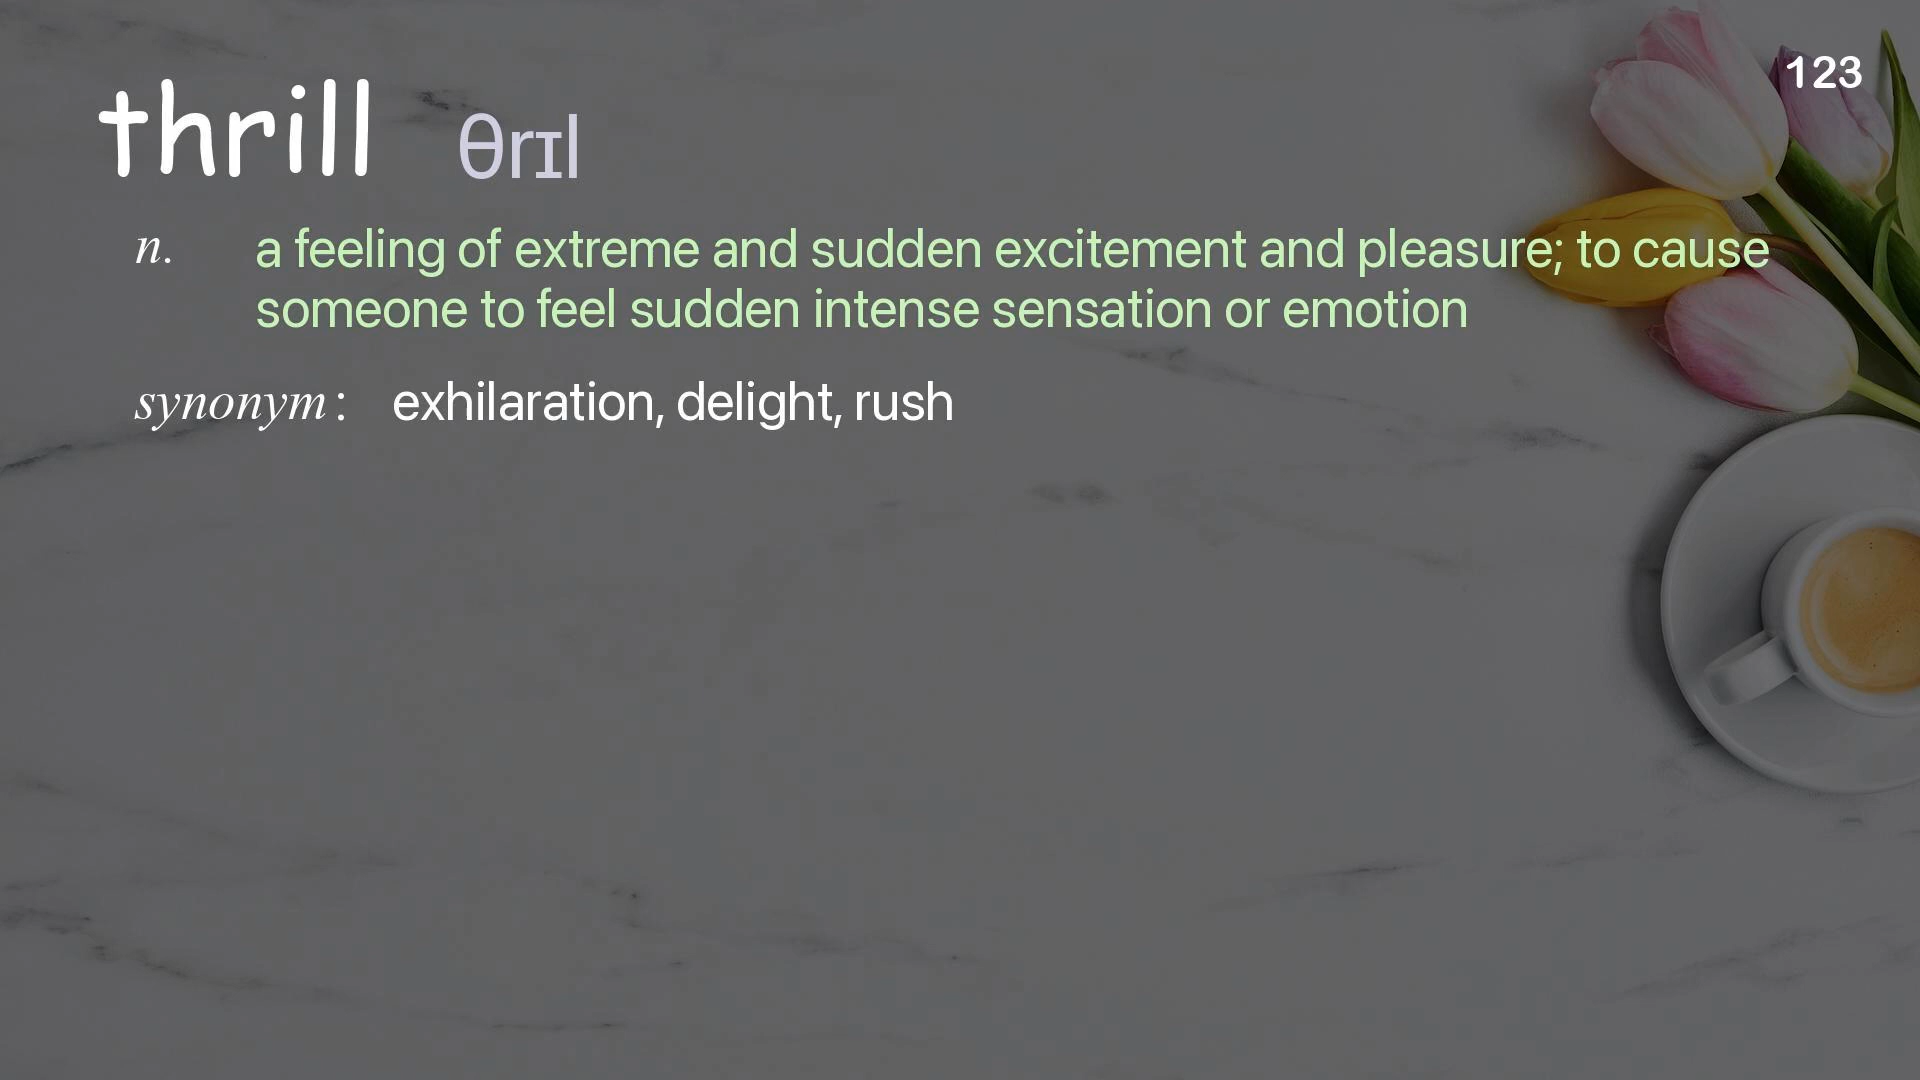 123
thrill θrɪl
n. a feeling of extreme and sudden excitement and pleasure; to cause
someone to feel sudden intense sensation or emotion
synonym: exhilaration, delight, rush